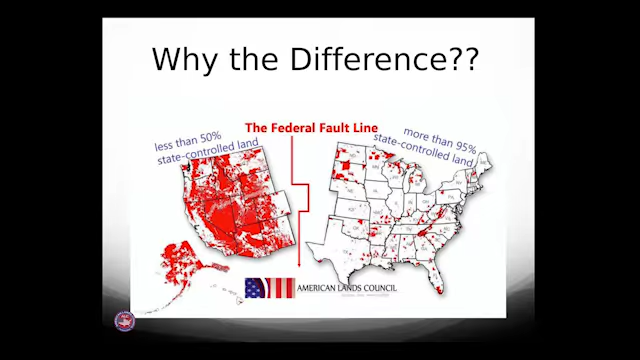 Why the Difference??
The Federal Fault Line
less than 50%
state-controlled land
more than 95%
state-controlled land
AMERICAN LANDS COUNCIL